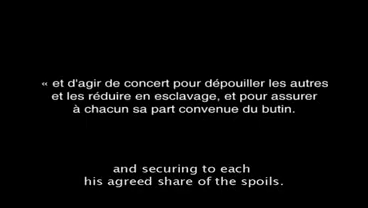 « et d'agir de concert pour dépouiller les autres
et les réduire en esclavage, et pour assurer
à chacun sa part convenue du butin.
and securing to each
his agreed share of the spoils.